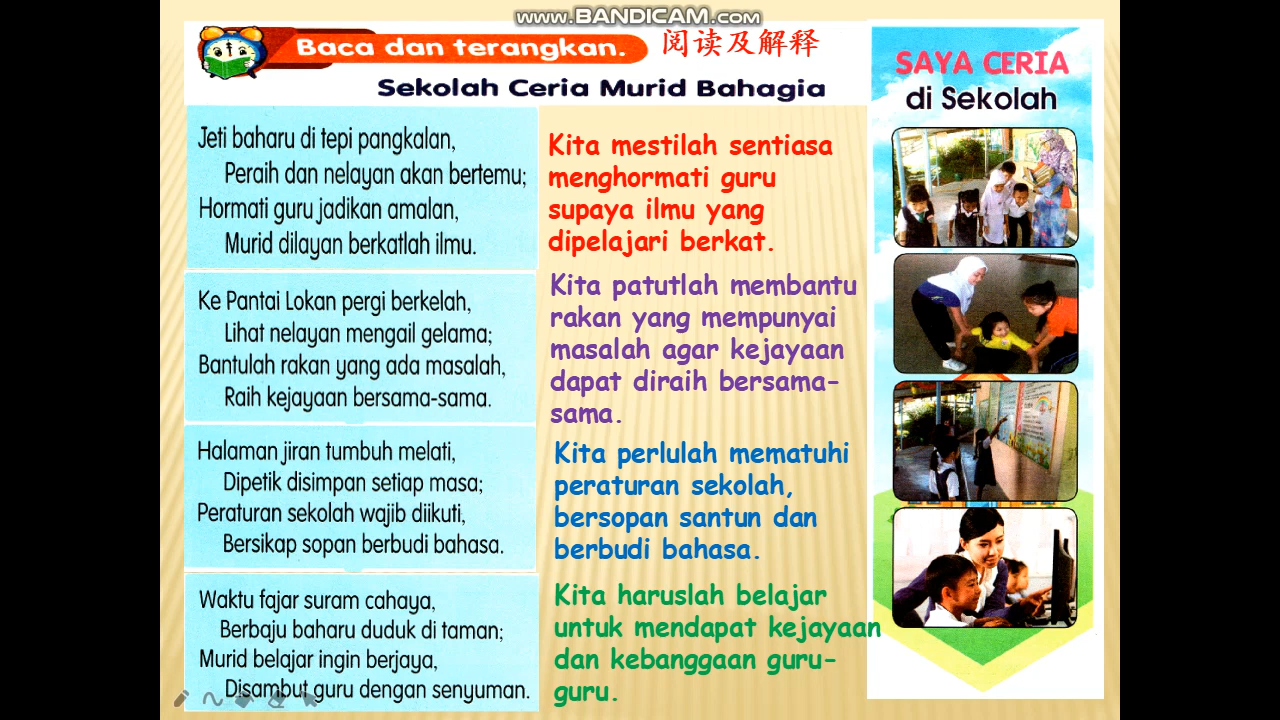 www.BANDICAM.com
Baca dan terangkan. 阅读及解释
Sekolah Ceria Murid Bahagia
Jeti baharu di tepi pangkalan,
Peraih dan nelayan akan bertemu;
Hormati guru jadikan amalan,
Murid dilayan berkatlah ilmu.
Kita mestilah sentiasa
menghormati guru
supaya ilmu yang
dipelajari berkat.
Ke Pantai Lokan pergi berkelah,
Lihat nelayan mengail gelama;
Bantulah rakan yang ada masalah,
Raih kejayaan bersama-sama.
Kita patutlah membantu
rakan yang mempunyai
masalah agar kejayaan
dapat diraih bersama-
sama.
Halaman jiran tumbuh melati,
Dipetik disimpan setiap masa;
Peraturan sekolah wajib diikuti,
Bersikap sopan berbudi bahasa.
Kita perlulah mematuhi
peraturan sekolah,
bersopan santun dan
berbudi bahasa.
Waktu fajar suram cahaya,
Berbaju baharu duduk di taman;
Murid belajar ingin berjaya,
Disambut guru dengan senyuman.
Kita haruslah belajar
untuk mendapat kejayaan
dan kebanggaan guru-
guru.
SAYA CERIA
di Sekolah